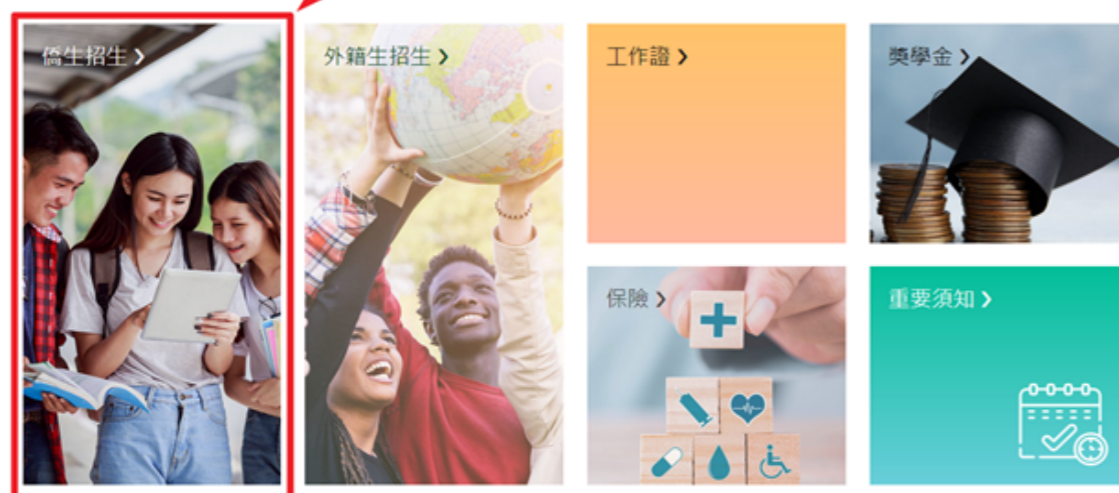 僑生招生 ›
外籍生招生 ›
工作證 ›
獎學金 ›
保險 ›
重要須知 ›